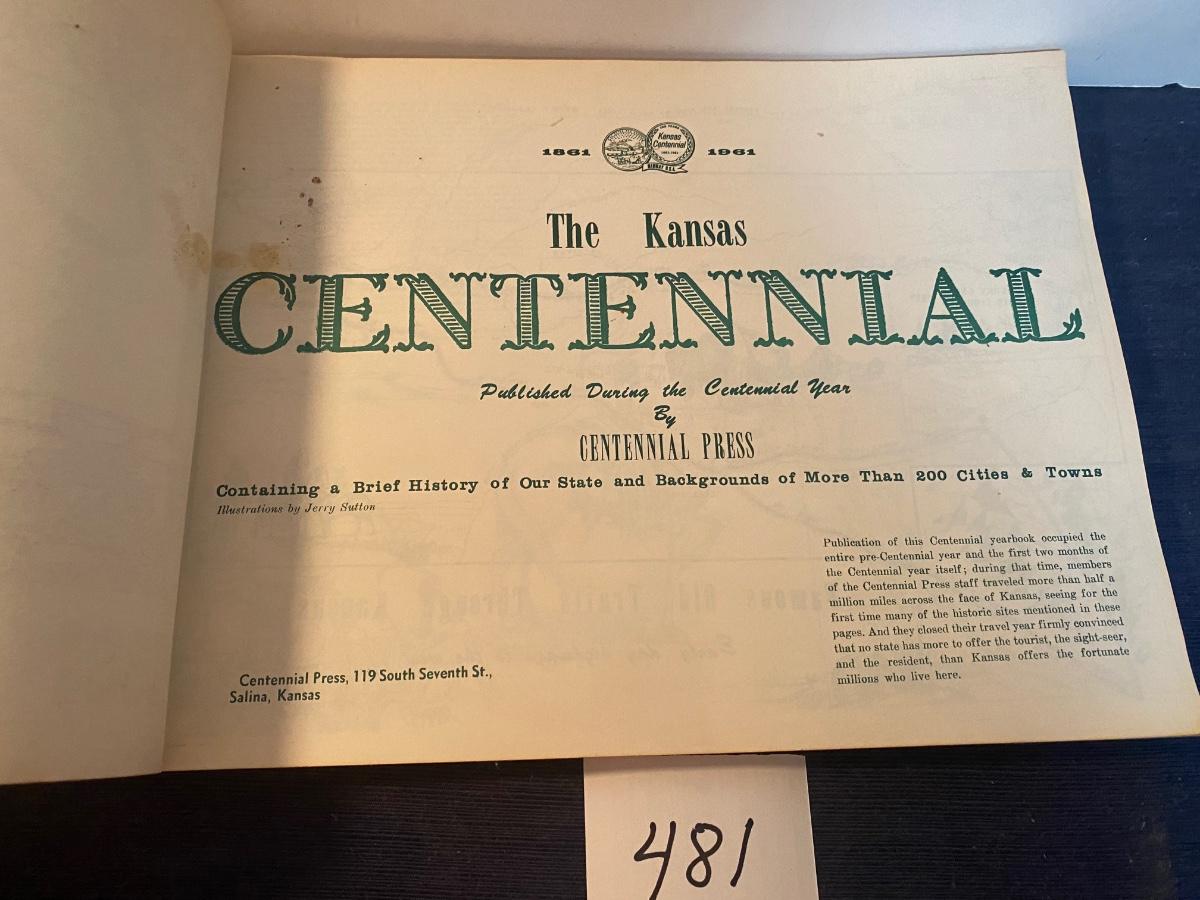 1861 Kansas Centennial 1961
The Kansas
CENTENNIAL
Published During the Centennial Year
By
CENTENNIAL PRESS
Containing a Brief History of Our State and Backgrounds of More Than 200 Cities & Towns
Illustrations by Jerry Sutton
Publication of this Centennial yearbook occupied the
entire pre-Centennial year and the first two months of
the Centennial year itself; during that time, members
of the Centennial Press staff traveled more than half a
million miles across the face of Kansas, seeing for the
first time many of the historic sites mentioned in these
pages. And they closed their travel year firmly convinced
that no state has more to offer the tourist, the sight-seer,
and the resident, than Kansas offers the fortunate
millions who live here.
Centennial Press, 119 South Seventh St.,
Salina, Kansas
481